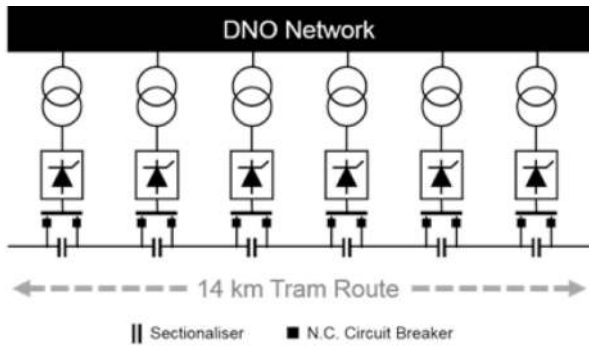 DNO Network
14 km Tram Route
Sectionaliser
N.C. Circuit Breaker